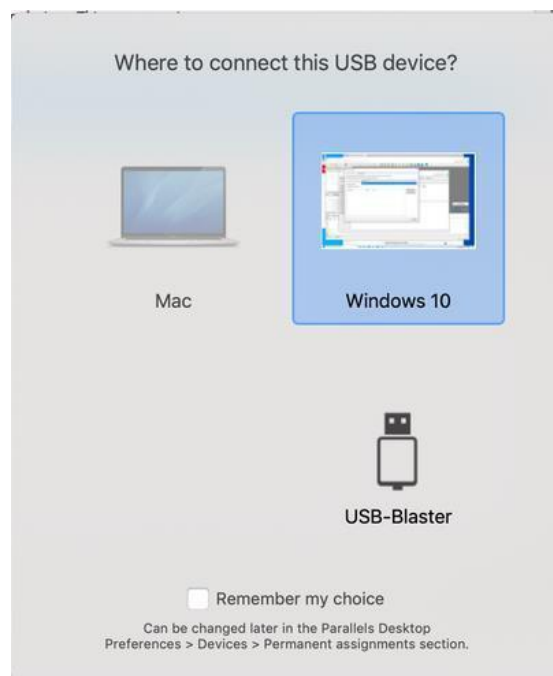 Where to connect this USB device?
Mac
Windows 10
USB-Blaster
Remember my choice
Can be changed later in the Parallels Desktop
Preferences > Devices > Permanent assignments section.